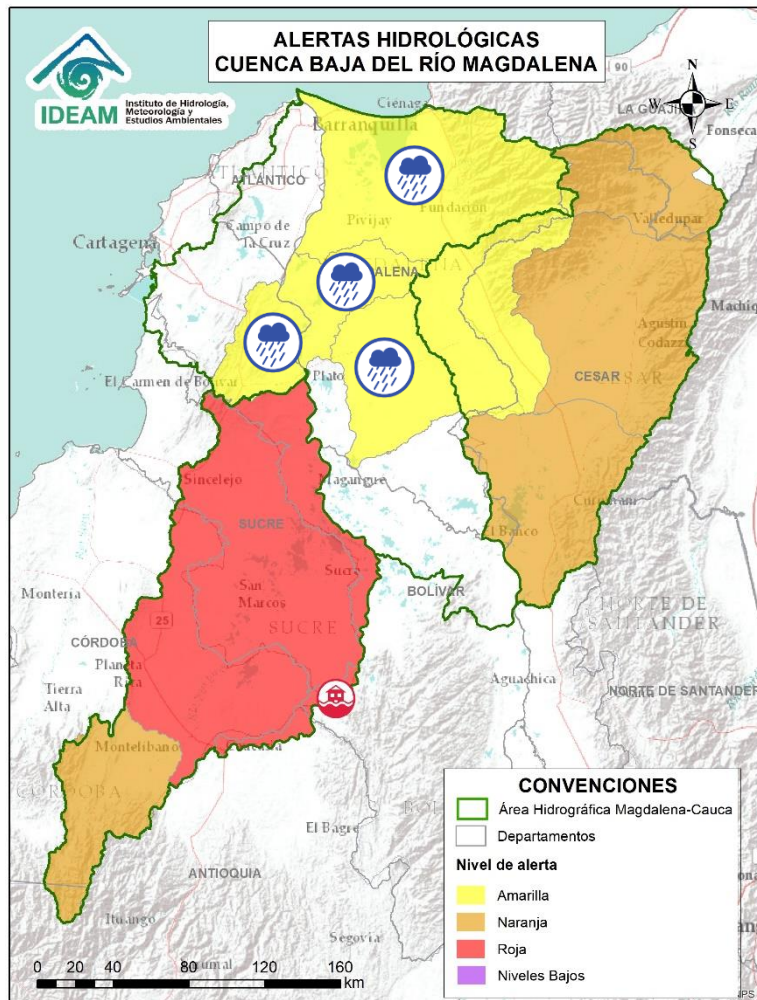 ALERTAS HIDROLÓGICAS
CUENCA BAJA DEL RÍO MAGDALENA
IDEAM
Instituto de Hidrología,
Meteorología y
Estudios Ambientales
N
W
E
S
90
Ciénaga
LA GUAJI
Fonseca
Barranquilla
ATLÁNTICO
Fundación
Pivijay
Valledupar
Campo de
la Cruz
Cartagena
ALENA
Machiq
Agustín
Codazzi
El Carmen de Bolívar
Plato
CESAR
Sincelejo
Magangué
SUCRE
El Banco
Sucre
San
Marcos
SUCRE
BOLÍVAR
Montería
25
CÓRDOBA
Planeta
Rica
NORTE DE
SANTANDER
Tierra
Alta
Aguachica
NORTE DE SANTANDER
Montelíbano
El Bagre
ANTIOQUIA
Ituango
Segovia
CONVENCIONES
Área Hidrográfica Magdalena-Cauca
Departamentos
Nivel de alerta
Amarilla
Naranja
Roja
Niveles Bajos
0 20 40 80 120 160
km